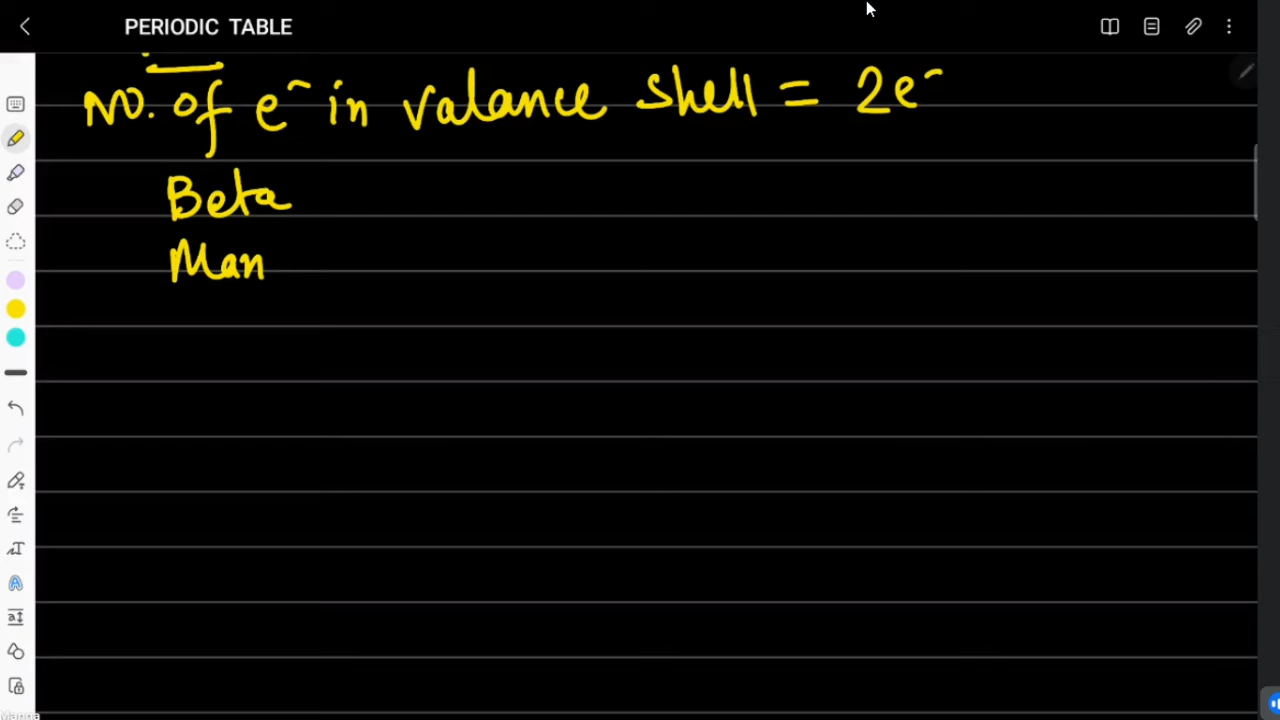 PERIODIC TABLE
NO. of e⁻ in valance shell = 2e⁻
Beta
Man